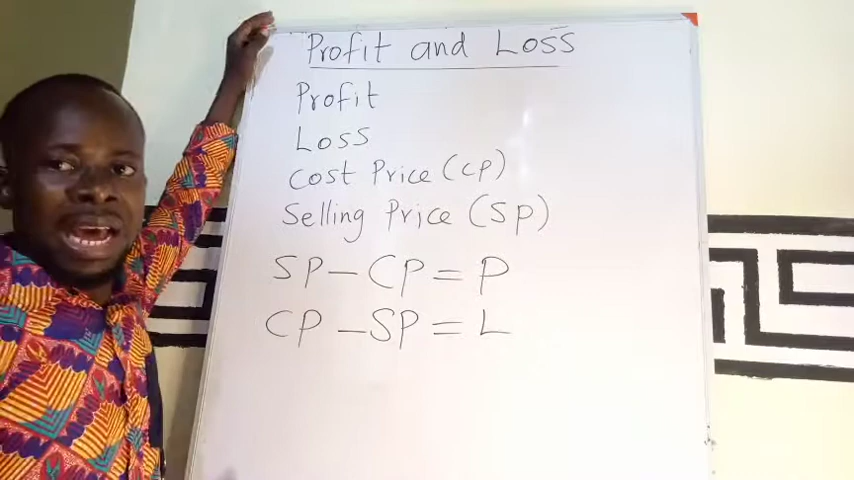 Profit and Loss
Profit
Loss
Cost Price (CP)
Selling Price (SP)
SP - CP = P
CP - SP = L